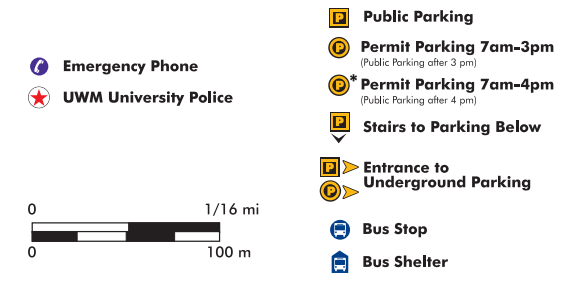 Emergency Phone
UWM University Police
0 1/16 mi
0 100 m
P Public Parking
P Permit Parking 7am–3pm
(Public Parking after 3 pm)
P * Permit Parking 7am–4pm
(Public Parking after 4 pm)
P Stairs to Parking Below
P Entrance to
P Underground Parking
Bus Stop
Bus Shelter